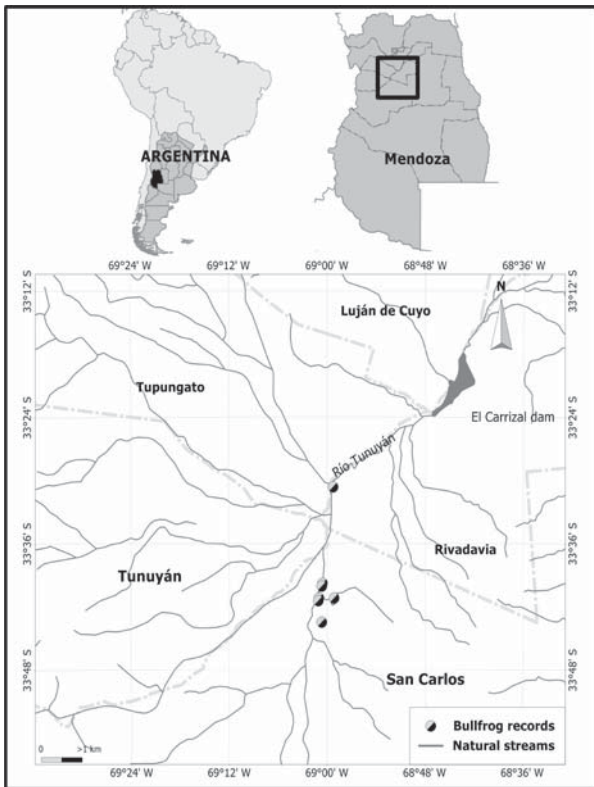 ARGENTINA
Mendoza
69°24' W 69°12' W 69°00' W 68°48' W 68°36' W
33°12' S 33°12' S
N
Luján de Cuyo
Tupungato
33°24' S 33°24' S
El Carrizal dam
Río Tunuyán
33°36' S 33°36' S
Rivadavia
Tunuyán
33°48' S 33°48' S
San Carlos
Bullfrog records
Natural streams
0 >1 km
69°24' W 69°12' W 69°00' W 68°48' W 68°36' W